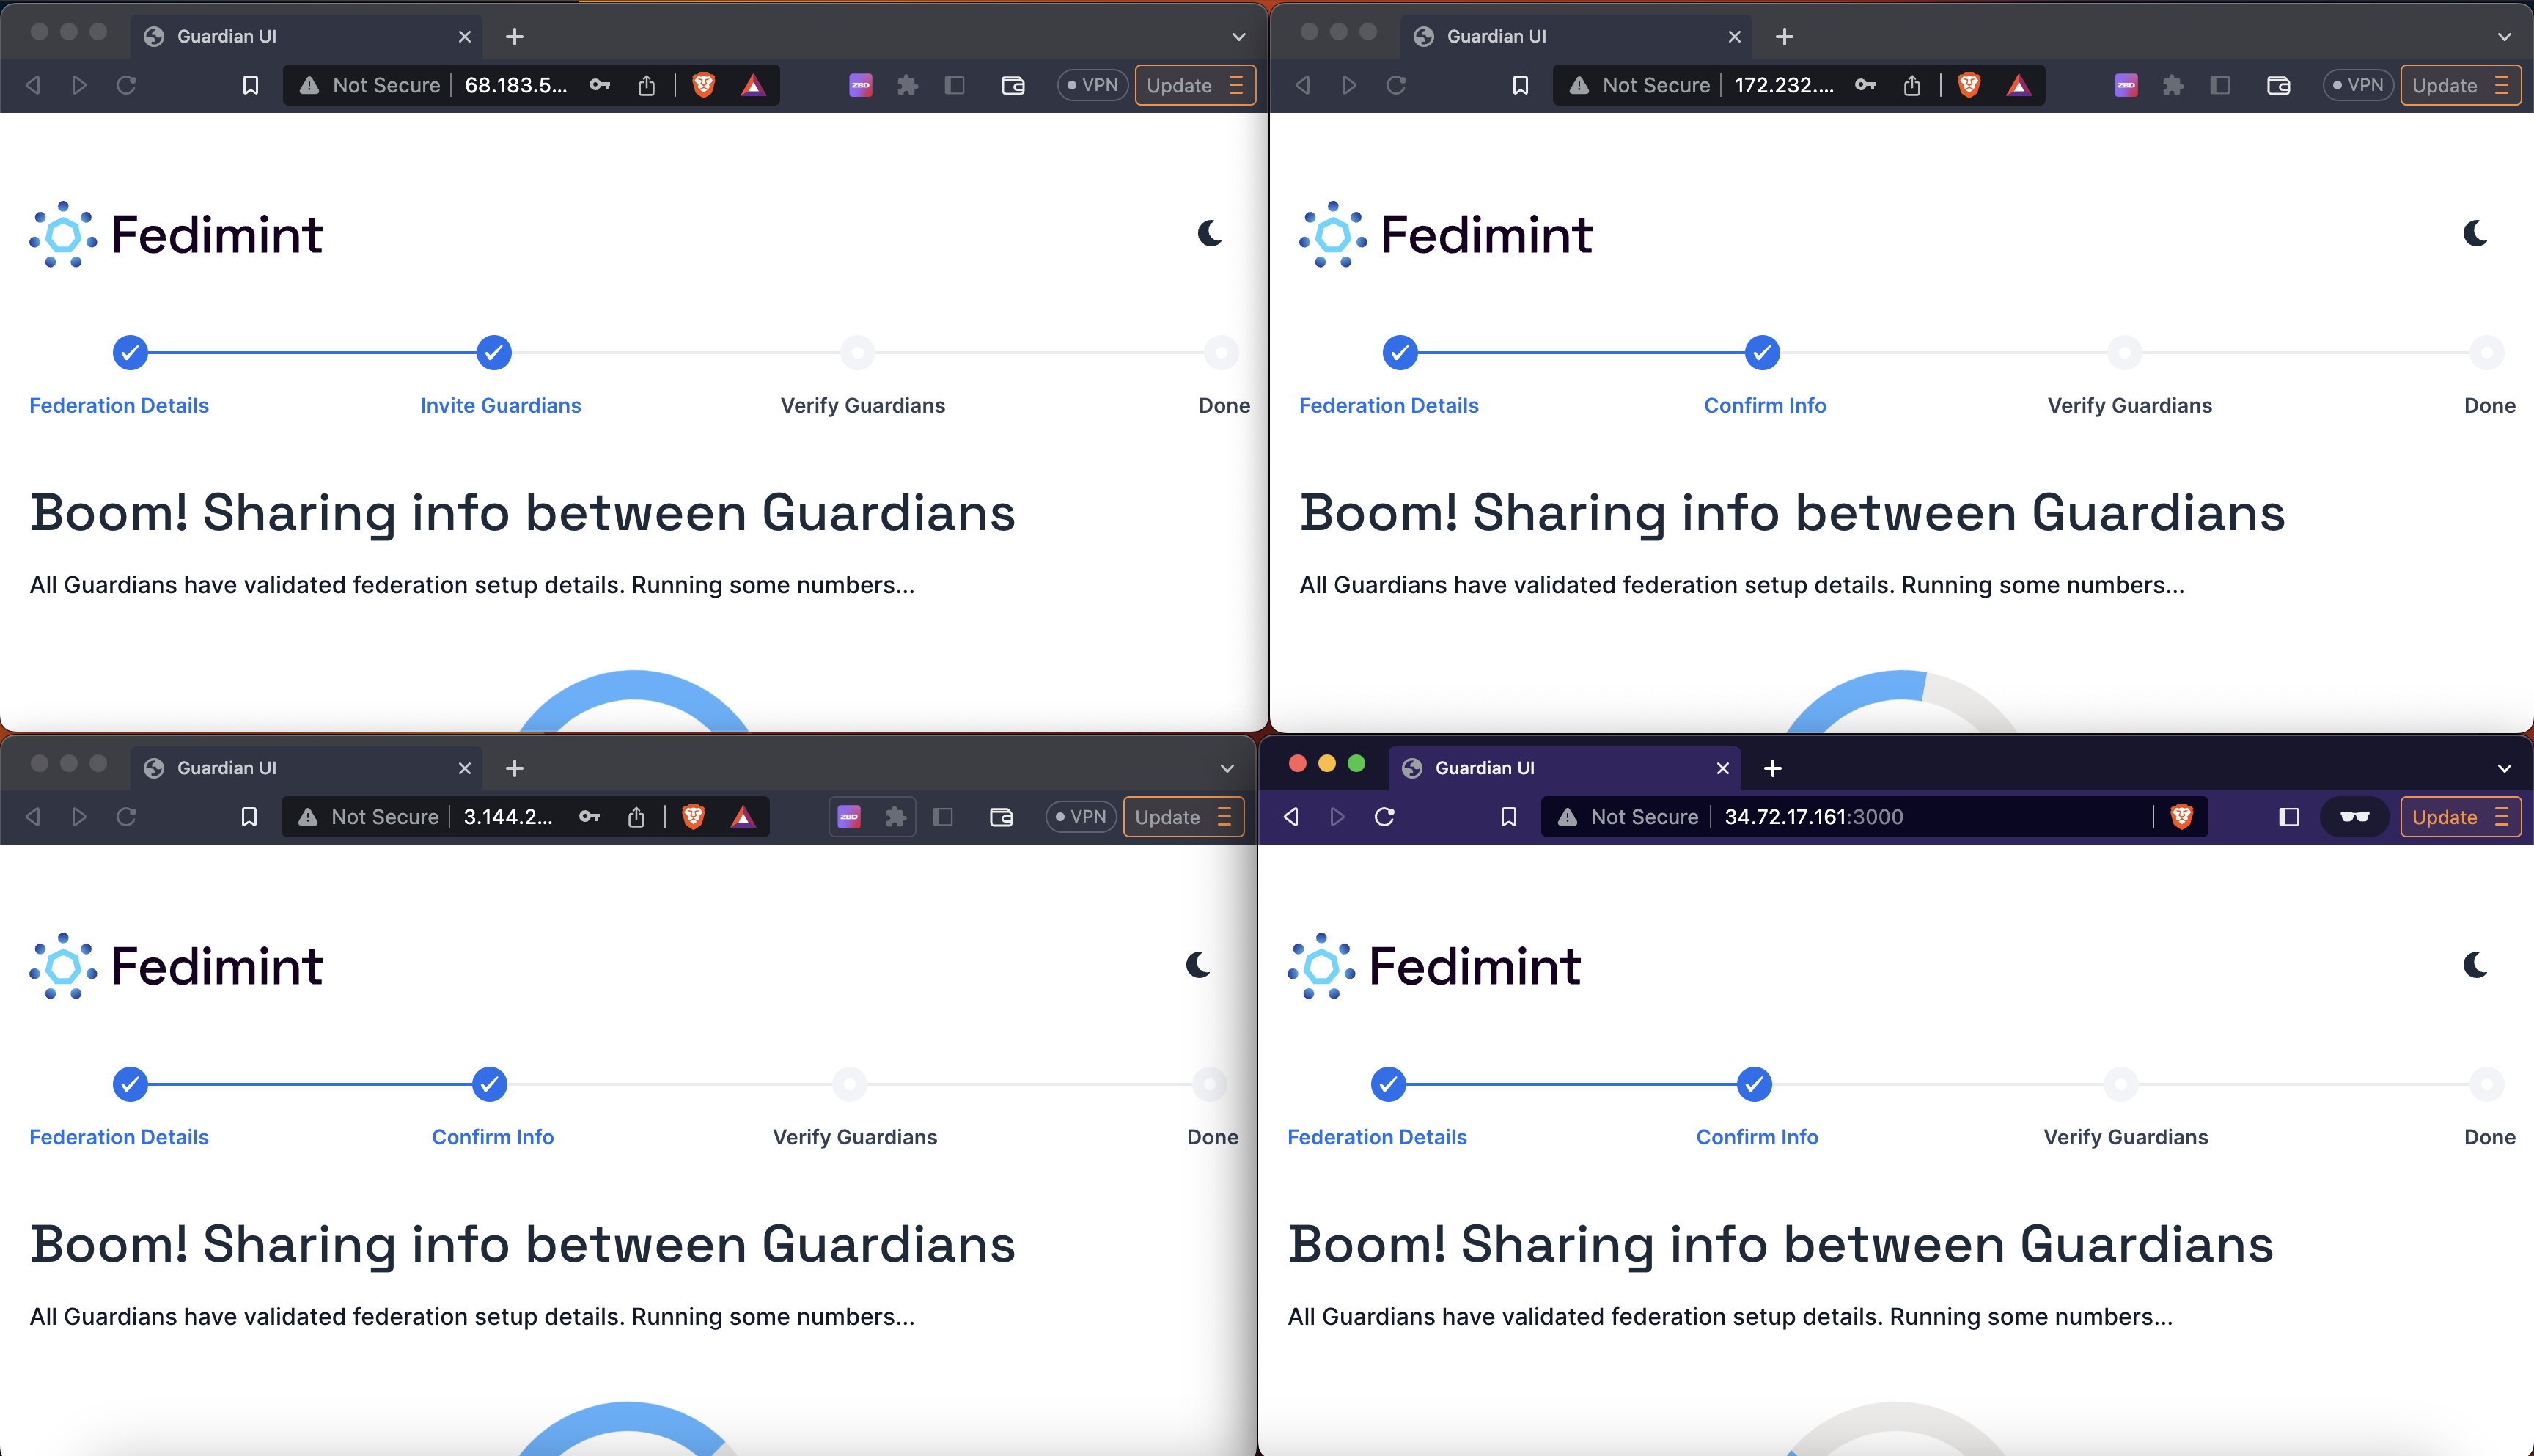 Guardian UI
Not Secure 68.183.5... ZBD VPN Update
Fedimint
Federation Details Invite Guardians Verify Guardians Done
Boom! Sharing info between Guardians
All Guardians have validated federation setup details. Running some numbers...
Guardian UI
Not Secure 172.232.... ZBD VPN Update
Fedimint
Federation Details Confirm Info Verify Guardians Done
Boom! Sharing info between Guardians
All Guardians have validated federation setup details. Running some numbers...
Guardian UI
Not Secure 3.144.2... ZBD VPN Update
Fedimint
Federation Details Confirm Info Verify Guardians Done
Boom! Sharing info between Guardians
All Guardians have validated federation setup details. Running some numbers...
Guardian UI
Not Secure 34.72.17.161:3000 Update
Fedimint
Federation Details Confirm Info Verify Guardians Done
Boom! Sharing info between Guardians
All Guardians have validated federation setup details. Running some numbers...